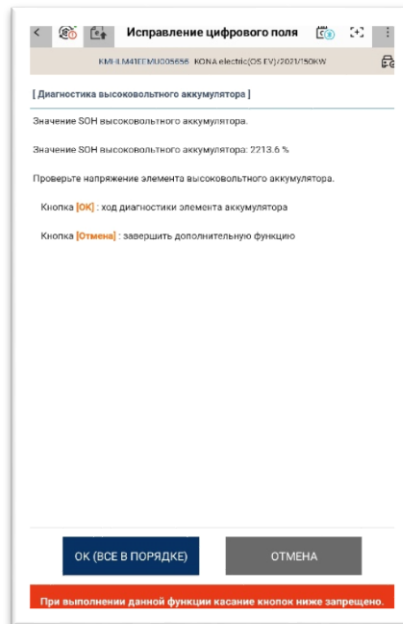 Исправление цифрового поля
KONA electric(OS EV)/2021/150KW
[ Диагностика высоковольтного аккумулятора ]
Значение SOH высоковольтного аккумулятора.
Значение SOH высоковольтного аккумулятора: 2213.6 %
Проверьте напряжение элемента высоковольтного аккумулятора.
Кнопка [OK] : ход диагностики элемента аккумулятора
Кнопка [Отмена] : завершить дополнительную функцию
ОК (ВСЕ В ПОРЯДКЕ)
ОТМЕНА
При выполнении данной функции касание кнопок ниже запрещено.